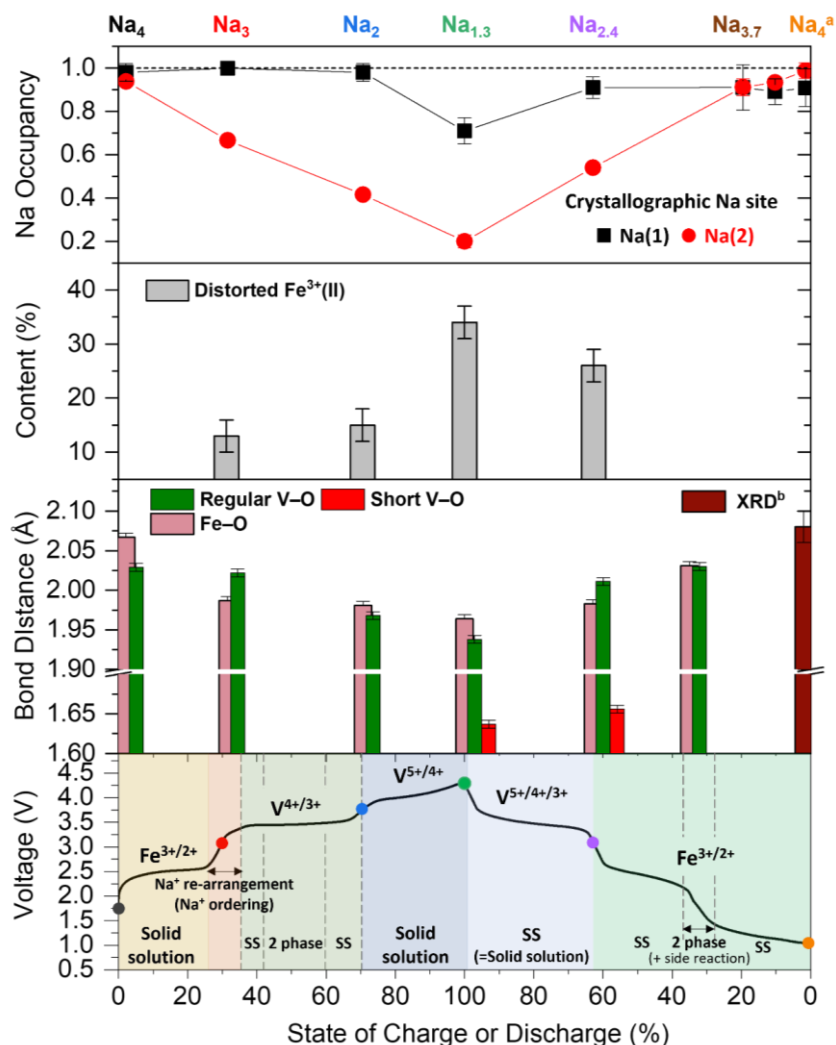 Na₄ Na₃ Na₂ Na₁.₃ Na₂.₄ Na₃.₇ Na₄ᵃ
Na Occupancy
1.0
0.8
0.6
0.4
0.2
Crystallographic Na site
Na(1) Na(2)
Content (%)
40
30
20
10
Distorted Fe³⁺(II)
Bond DIstance (Å)
2.10
2.05
2.00
1.95
1.90
1.65
1.60
Regular V–O Short V–O XRDᵇ
Fe–O
Voltage (V)
4.5
4.0
3.5
3.0
2.5
2.0
1.5
1.0
0.5
V⁵⁺/⁴⁺
V⁴⁺/³⁺ V⁵⁺/⁴⁺/³⁺
Fe³⁺/²⁺ Fe³⁺/²⁺
Na⁺ re-arrangement
(Na⁺ ordering)
Solid
solution
SS 2 phase SS
Solid
solution
SS
(=Solid solution)
SS 2 phase SS
(+ side reaction)
0 20 40 60 80 100 80 60 40 20 0
State of Charge or Discharge (%)